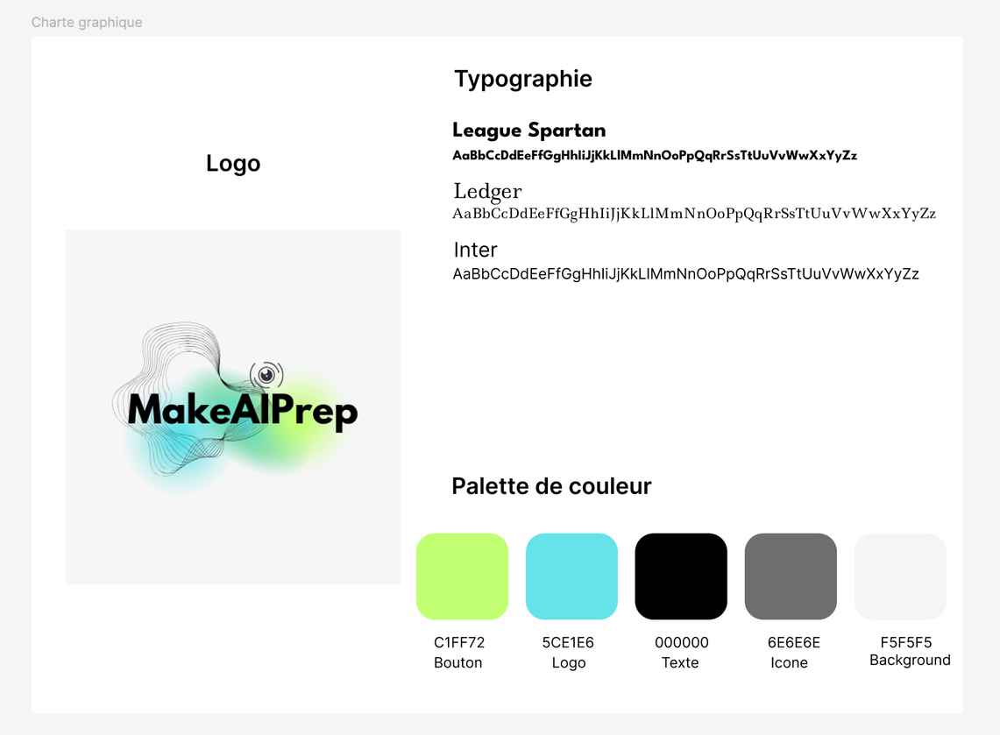 Charte graphique
Logo
MakeAIPrep
Typographie
League Spartan
AaBbCcDdEeFfGgHhIiJjKkLlMmNnOoPpQqRrSsTtUuVvWwXxYyZz
Ledger
AaBbCcDdEeFfGgHhIiJjKkLlMmNnOoPpQqRrSsTtUuVvWwXxYyZz
Inter
AaBbCcDdEeFfGgHhIiJjKkLlMmNnOoPpQqRrSsTtUuVvWwXxYyZz
Palette de couleur
C1FF72 5CE1E6 000000 6E6E6E F5F5F5
Bouton Logo Texte Icone Background